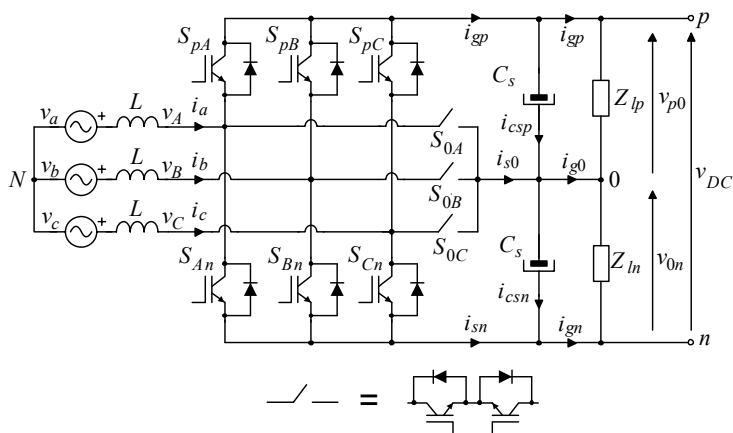 S_pA S_pB S_pC i_gp i_gp p
C_s
v_a L v_A i_a i_csp Z_lp v_p0
S_0A
N v_b L v_B i_b i_s0 i_g0 0
S_0B v_DC
v_c L v_C i_c
S_0C
S_An S_Bn S_Cn C_s Z_ln v_0n
i_csn
i_sn i_gn n
=